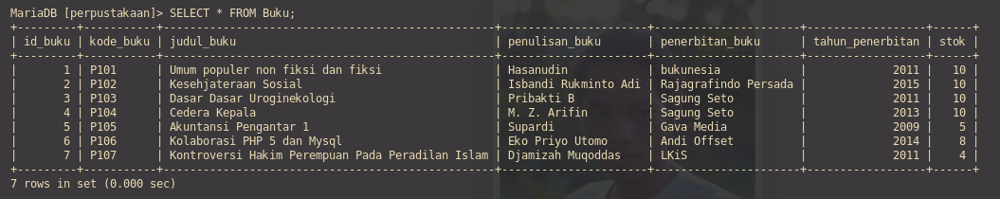 MariaDB [perpustakaan]> SELECT * FROM Buku;
+---------+-----------+--------------------------------------------------+----------------------+---------------------+------------------+------+
| id_buku | kode_buku | judul_buku                                       | penulisan_buku       | penerbitan_buku     | tahun_penerbitan | stok |
+---------+-----------+--------------------------------------------------+----------------------+---------------------+------------------+------+
|       1 | P101      | Umum populer non fiksi dan fiksi                 | Hasanudin            | bukunesia           |             2011 |   10 |
|       2 | P102      | Kesehjateraan Sosial                             | Isbandi Rukminto Adi | Rajagrafindo Persada |             2015 |   10 |
|       3 | P103      | Dasar Dasar Uroginekologi                        | Pribakti B           | Sagung Seto         |             2011 |   10 |
|       4 | P104      | Cedera Kepala                                    | M. Z. Arifin         | Sagung Seto         |             2013 |   10 |
|       5 | P105      | Akuntansi Pengantar 1                            | Supardi              | Gava Media          |             2009 |    5 |
|       6 | P106      | Kolaborasi PHP 5 dan Mysql                       | Eko Priyo Utomo      | Andi Offset         |             2014 |    8 |
|       7 | P107      | Kontroversi Hakim Perempuan Pada Peradilan Islam | Djamizah Muqoddas    | LKiS                |             2011 |    4 |
+---------+-----------+--------------------------------------------------+----------------------+---------------------+------------------+------+
7 rows in set (0.000 sec)